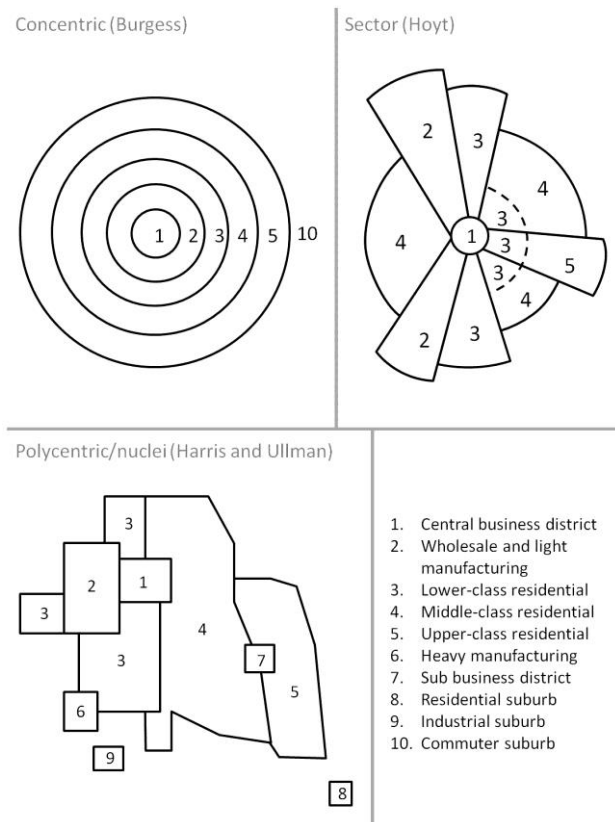 Concentric (Burgess)
1 2 3 4 5 10
Sector (Hoyt)
2
3
4
3
1
3
4
5
3
4
2
3
Polycentric/nuclei (Harris and Ullman)
3
2
1
3
4
3
7
5
6
9
8
1. Central business district
2. Wholesale and light
manufacturing
3. Lower-class residential
4. Middle-class residential
5. Upper-class residential
6. Heavy manufacturing
7. Sub business district
8. Residential suburb
9. Industrial suburb
10. Commuter suburb